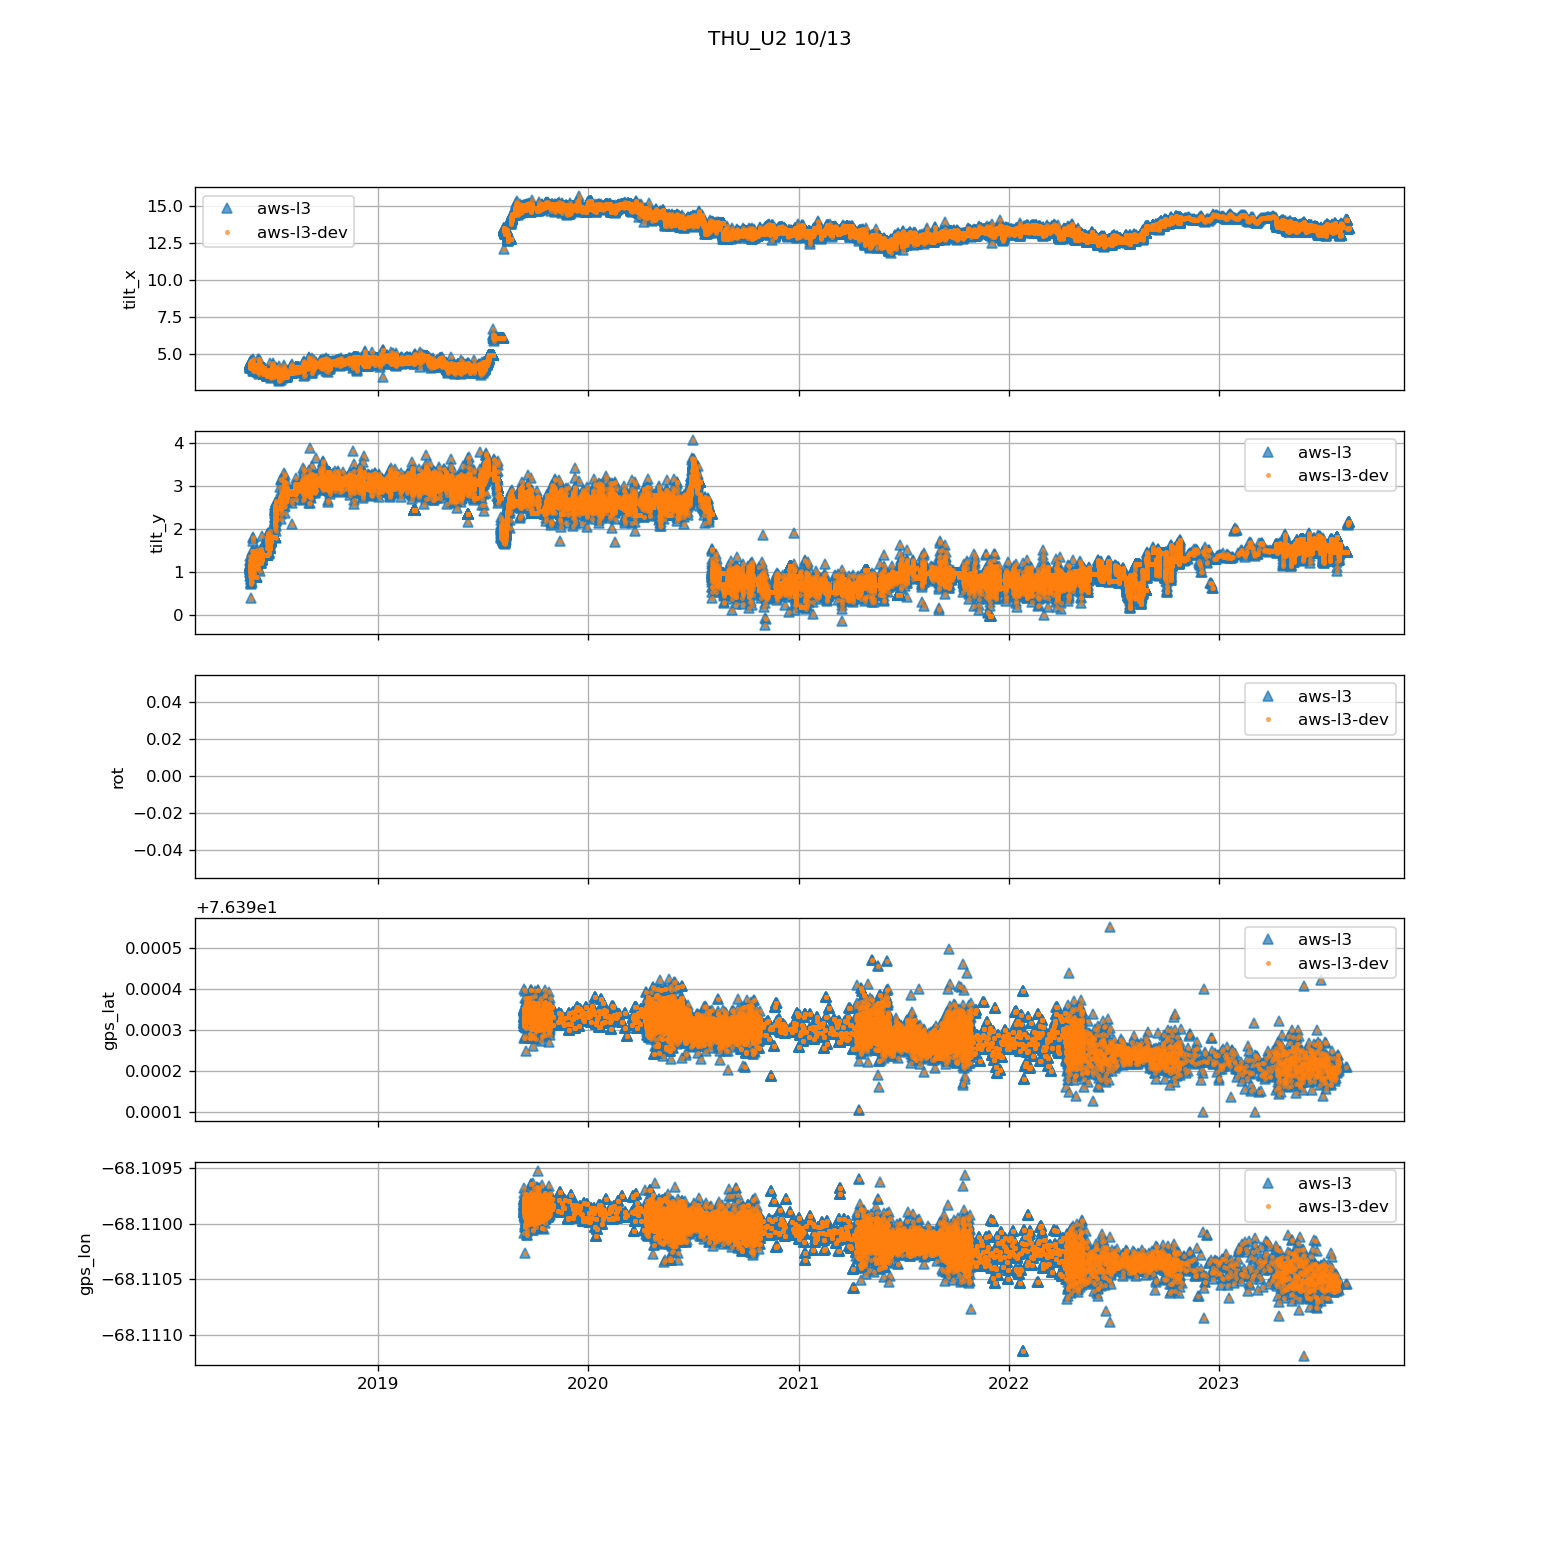 THU_U2 10/13
15.0
12.5
10.0
7.5
5.0
tilt_x
aws-l3
aws-l3-dev
4
3
2
1
0
tilt_y
aws-l3
aws-l3-dev
0.04
0.02
0.00
−0.02
−0.04
rot
aws-l3
aws-l3-dev
+7.639e1
0.0005
0.0004
0.0003
0.0002
0.0001
gps_lat
aws-l3
aws-l3-dev
−68.1095
−68.1100
−68.1105
−68.1110
gps_lon
aws-l3
aws-l3-dev
2019
2020
2021
2022
2023